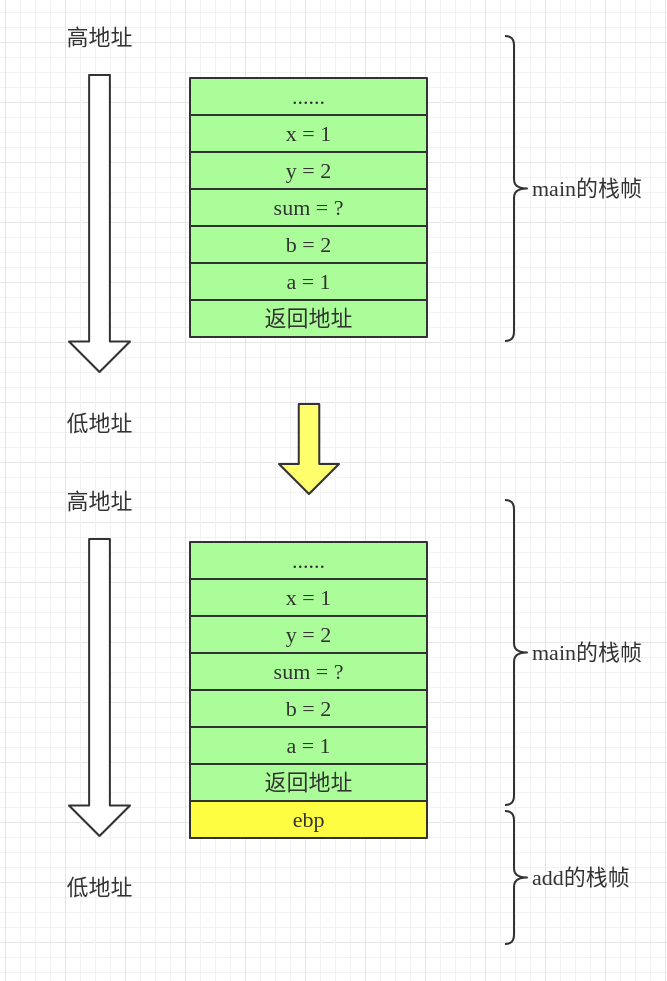 高地址
......
x = 1
y = 2
sum = ?
b = 2
a = 1
返回地址
main的栈帧
低地址
高地址
......
x = 1
y = 2
sum = ?
b = 2
a = 1
返回地址
ebp
main的栈帧
add的栈帧
低地址